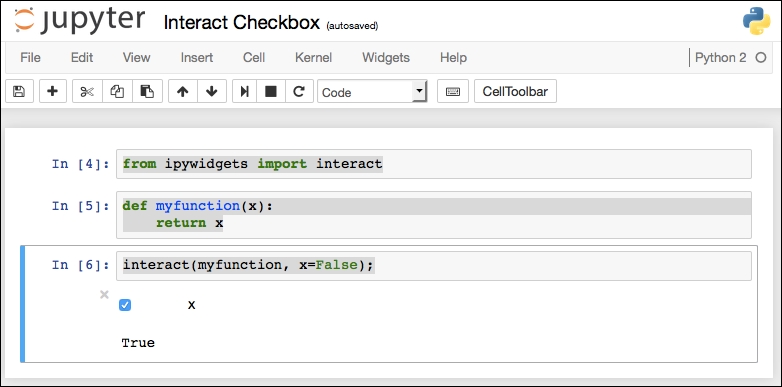 jupyter Interact Checkbox (autosaved)
File Edit View Insert Cell Kernel Widgets Help Python 2
Code CellToolbar
In [4]: from ipywidgets import interact
In [5]: def myfunction(x):
return x
In [6]: interact(myfunction, x=False);
x
True